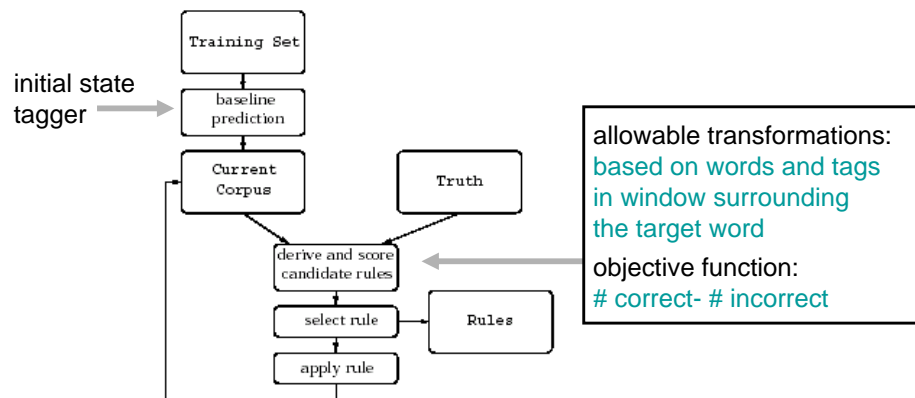 Training Set
initial state
tagger
baseline
prediction
allowable transformations:
based on words and tags
in window surrounding
the target word
objective function:
# correct- # incorrect
Current
Corpus
Truth
derive and score
candidate rules
select rule
Rules
apply rule